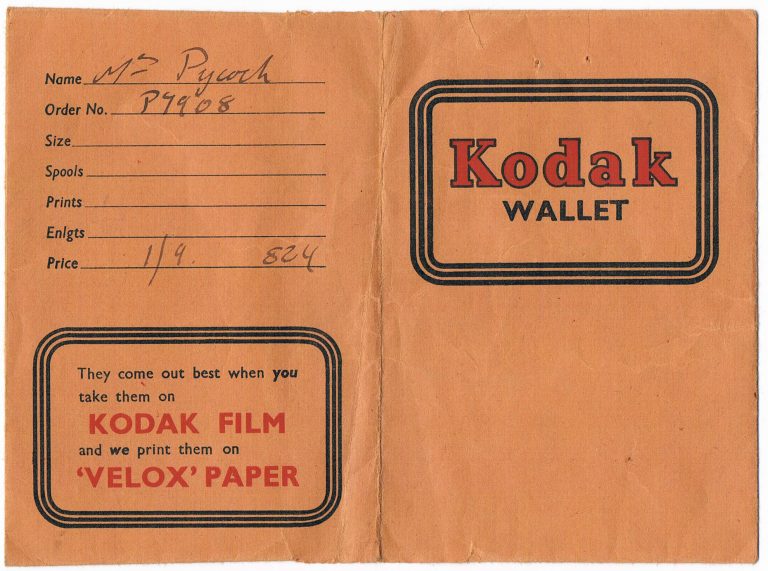 Name Mrs Pycock
Order No. P7908
Size
Spools
Prints
Enlgts
Price 1/9. 824
They come out best when you
take them on
KODAK FILM
and we print them on
'VELOX' PAPER
Kodak
WALLET